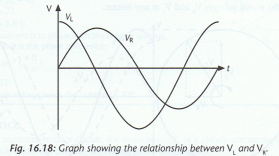 V
V_L
V_R
t
Fig. 16.18: Graph showing the relationship between V_L and V_R.